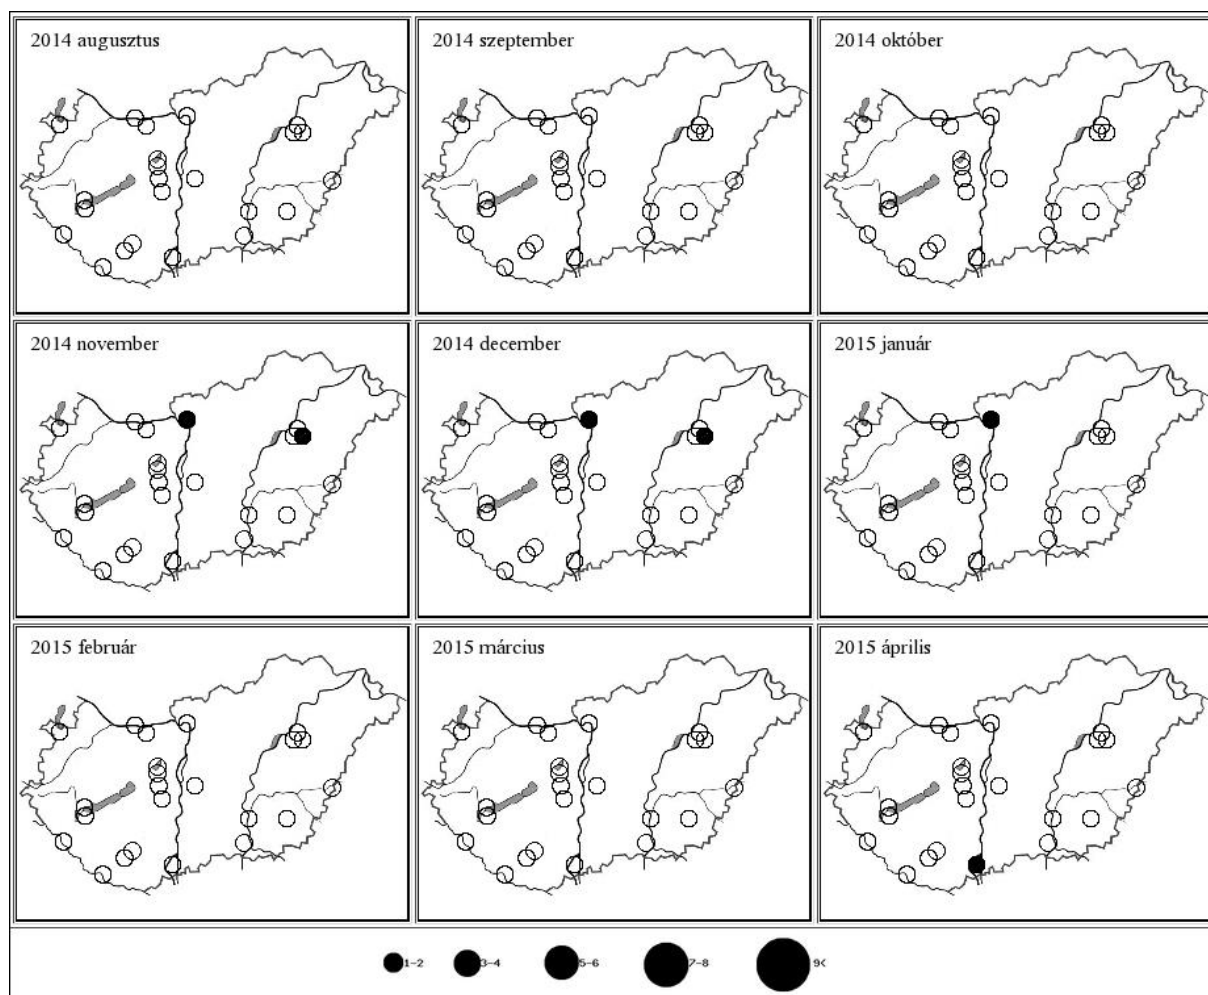 2014 augusztus
2014 szeptember
2014 október
2014 november
2014 december
2015 január
2015 február
2015 március
2015 április
1-2
3-4
5-6
7-8
9<